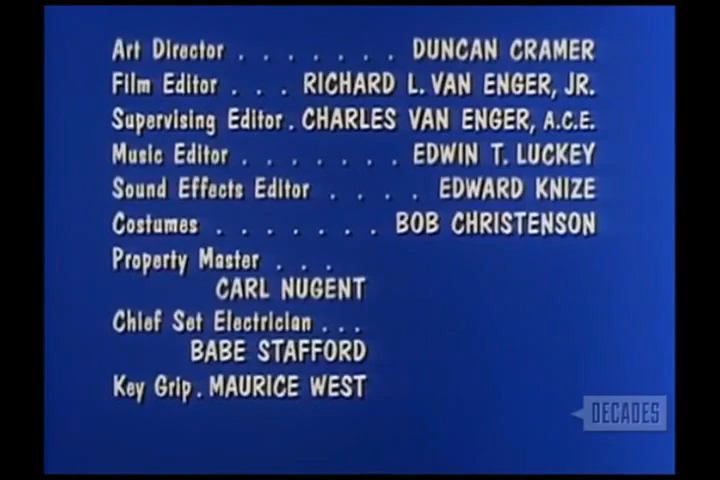 Art Director . . . . . . . DUNCAN CRAMER
Film Editor . . . RICHARD L. VAN ENGER, JR.
Supervising Editor . CHARLES VAN ENGER, A.C.E.
Music Editor . . . . . . . EDWIN T. LUCKEY
Sound Effects Editor . . . . EDWARD KNIZE
Costumes . . . . . . . BOB CHRISTENSON
Property Master . . .
CARL NUGENT
Chief Set Electrician . . .
BABE STAFFORD
Key Grip . MAURICE WEST
DECADES